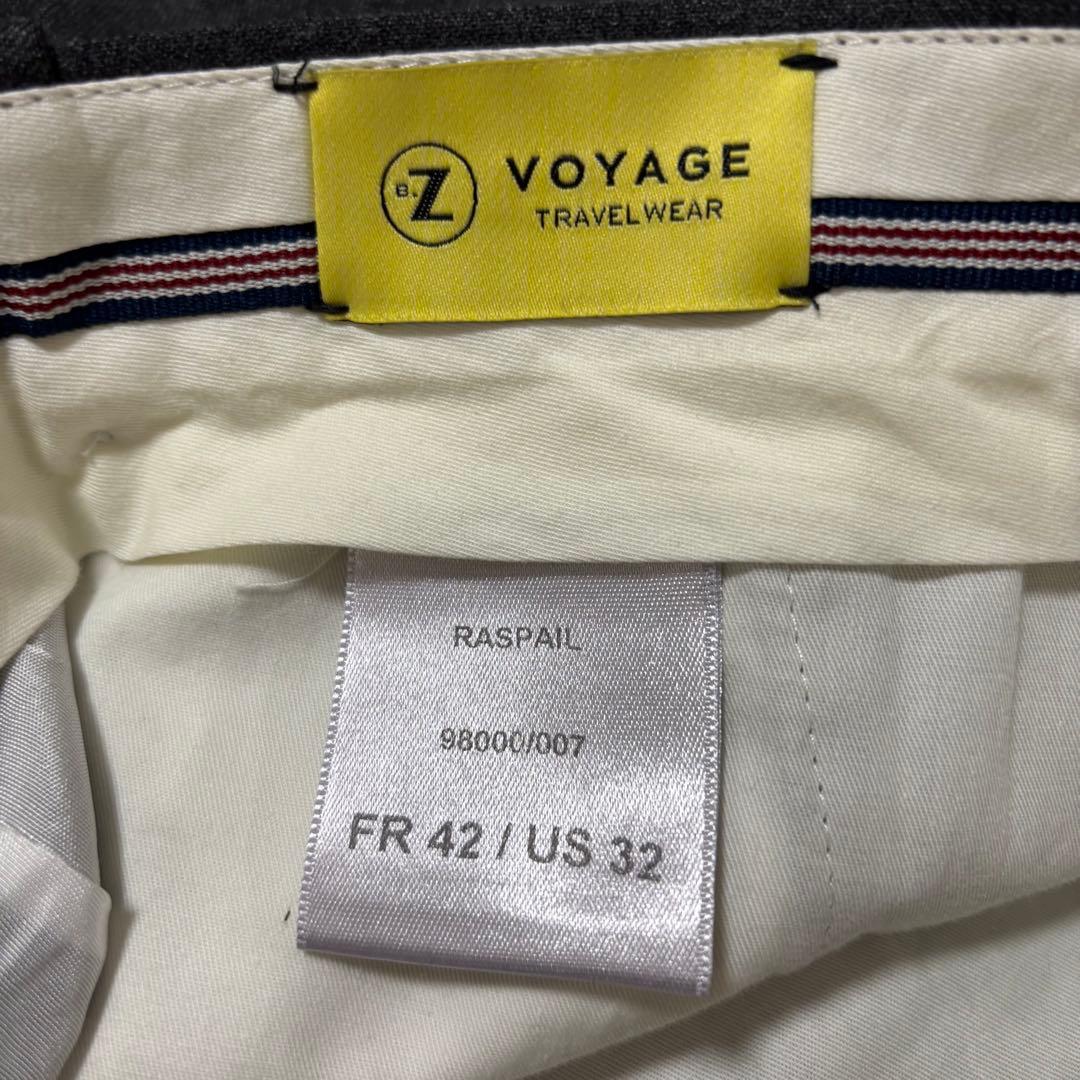 B.Z
VOYAGE
TRAVELWEAR
RASPAIL
98000/007
FR 42 / US 32